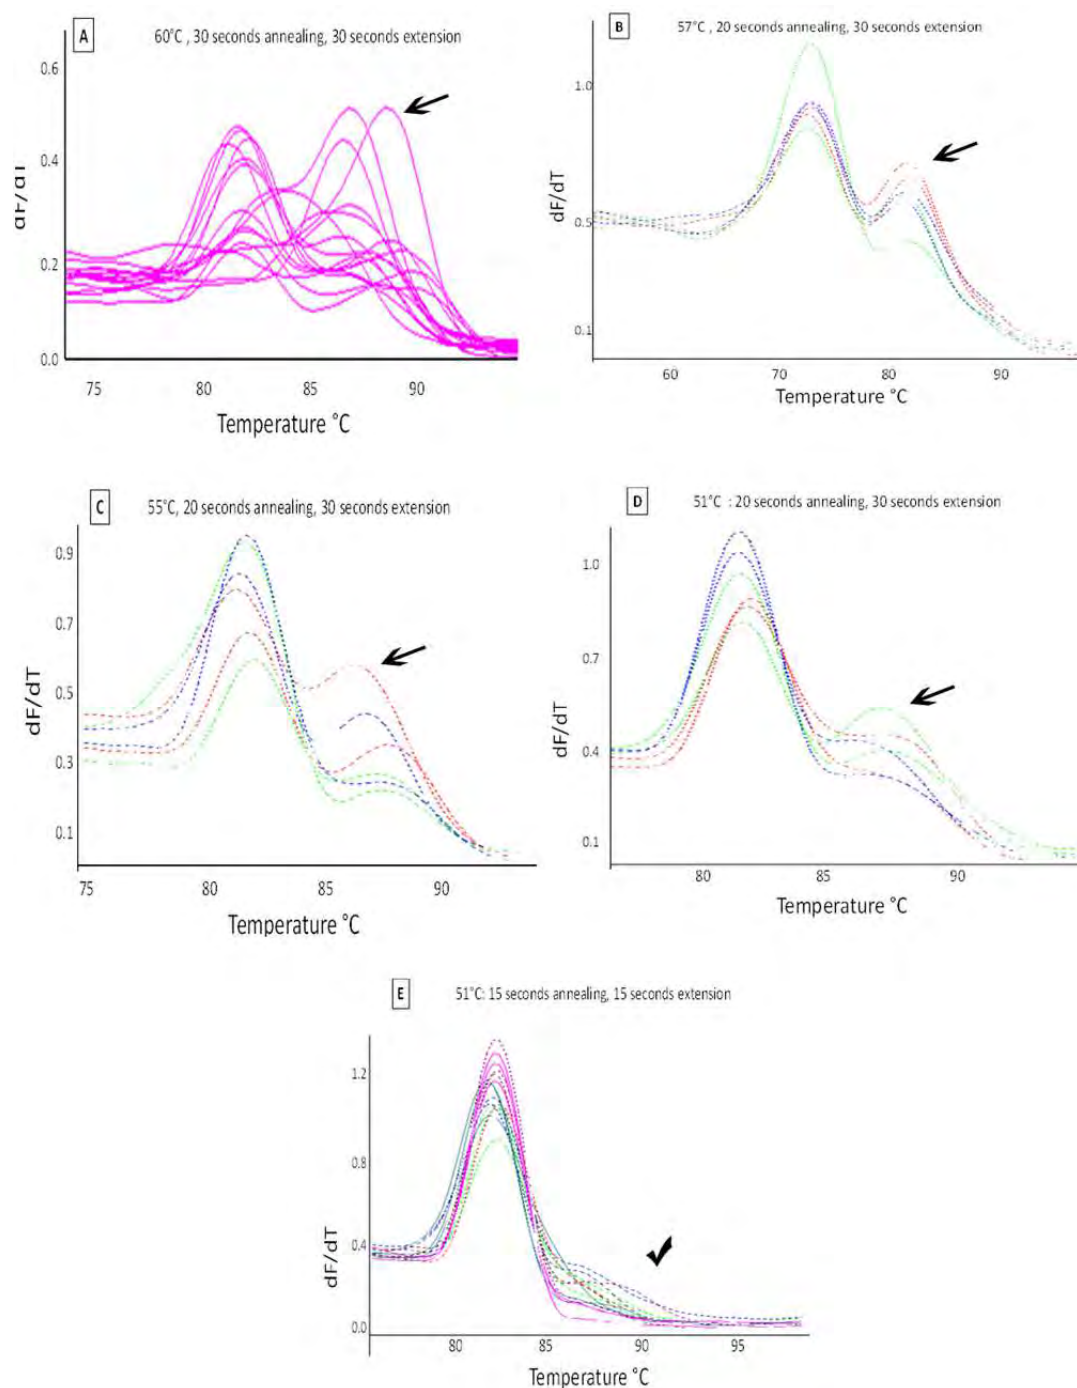 A
60°C , 30 seconds annealing, 30 seconds extension
0.6
0.4
0.2
0.0
dF/dT
75 80 85 90
Temperature °C
B
57°C , 20 seconds annealing, 30 seconds extension
1.0
0.5
0.1
dF/dT
60 70 80 90
Temperature °C
C
55°C, 20 seconds annealing, 30 seconds extension
0.9
0.7
0.5
0.3
0.1
dF/dT
75 80 85 90
Temperature °C
D
51°C : 20 seconds annealing, 30 seconds extension
1.0
0.7
0.4
0.1
dF/dT
80 85 90
Temperature °C
E
51°C: 15 seconds annealing, 15 seconds extension
1.2
0.8
0.4
0.0
dF/dT
80 85 90 95
Temperature °C